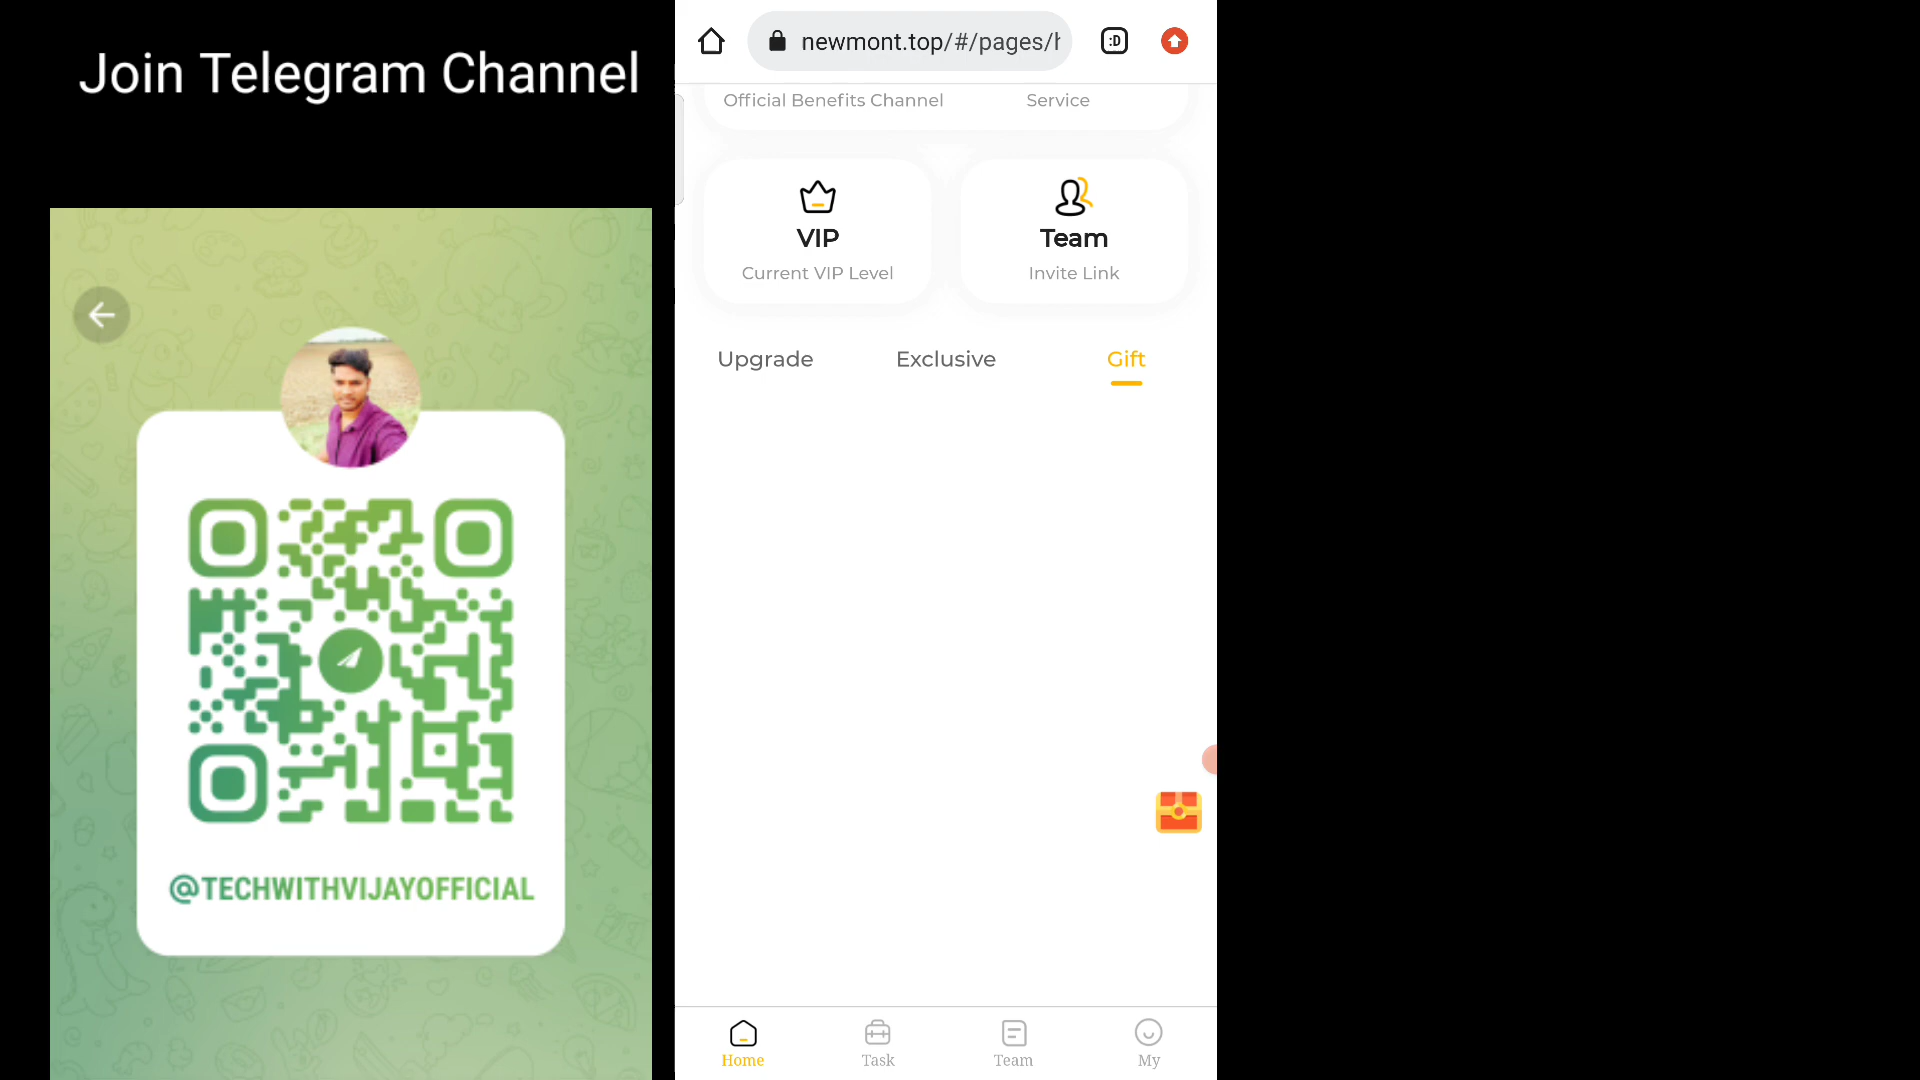 Join Telegram Channel
@TECHWITHVIJAYOFFICIAL
newmont.top/#/pages/h
:D
Official Benefits Channel
Service
VIP
Current VIP Level
Team
Invite Link
Upgrade
Exclusive
Gift
Home
Task
Team
My